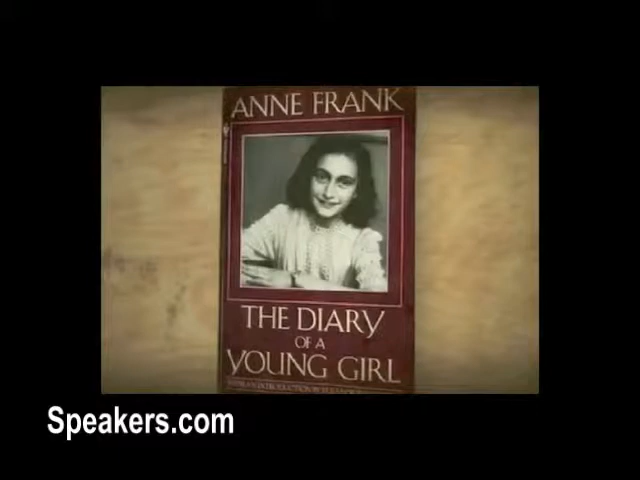 ANNE FRANK
THE DIARY
OF A
YOUNG GIRL
Speakers.com